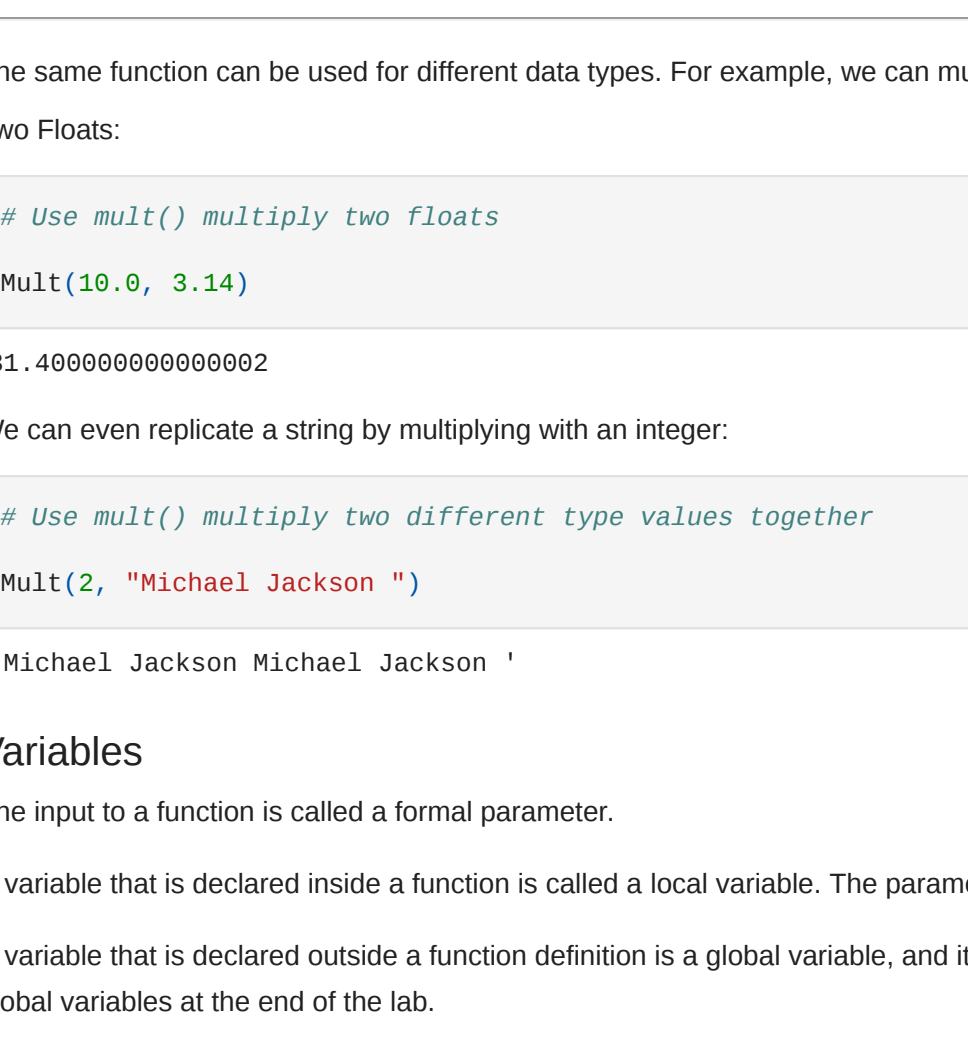 he same function can be used for different data types. For example, we can mu
wo Floats:
# Use mult() multiply two floats
Mult(10.0, 3.14)
31.400000000000002
e can even replicate a string by multiplying with an integer:
# Use mult() multiply two different type values together
Mult(2, "Michael Jackson ")
Michael Jackson Michael Jackson '
Variables
he input to a function is called a formal parameter.
variable that is declared inside a function is called a local variable. The parame
variable that is declared outside a function definition is a global variable, and it
obal variables at the end of the lab.